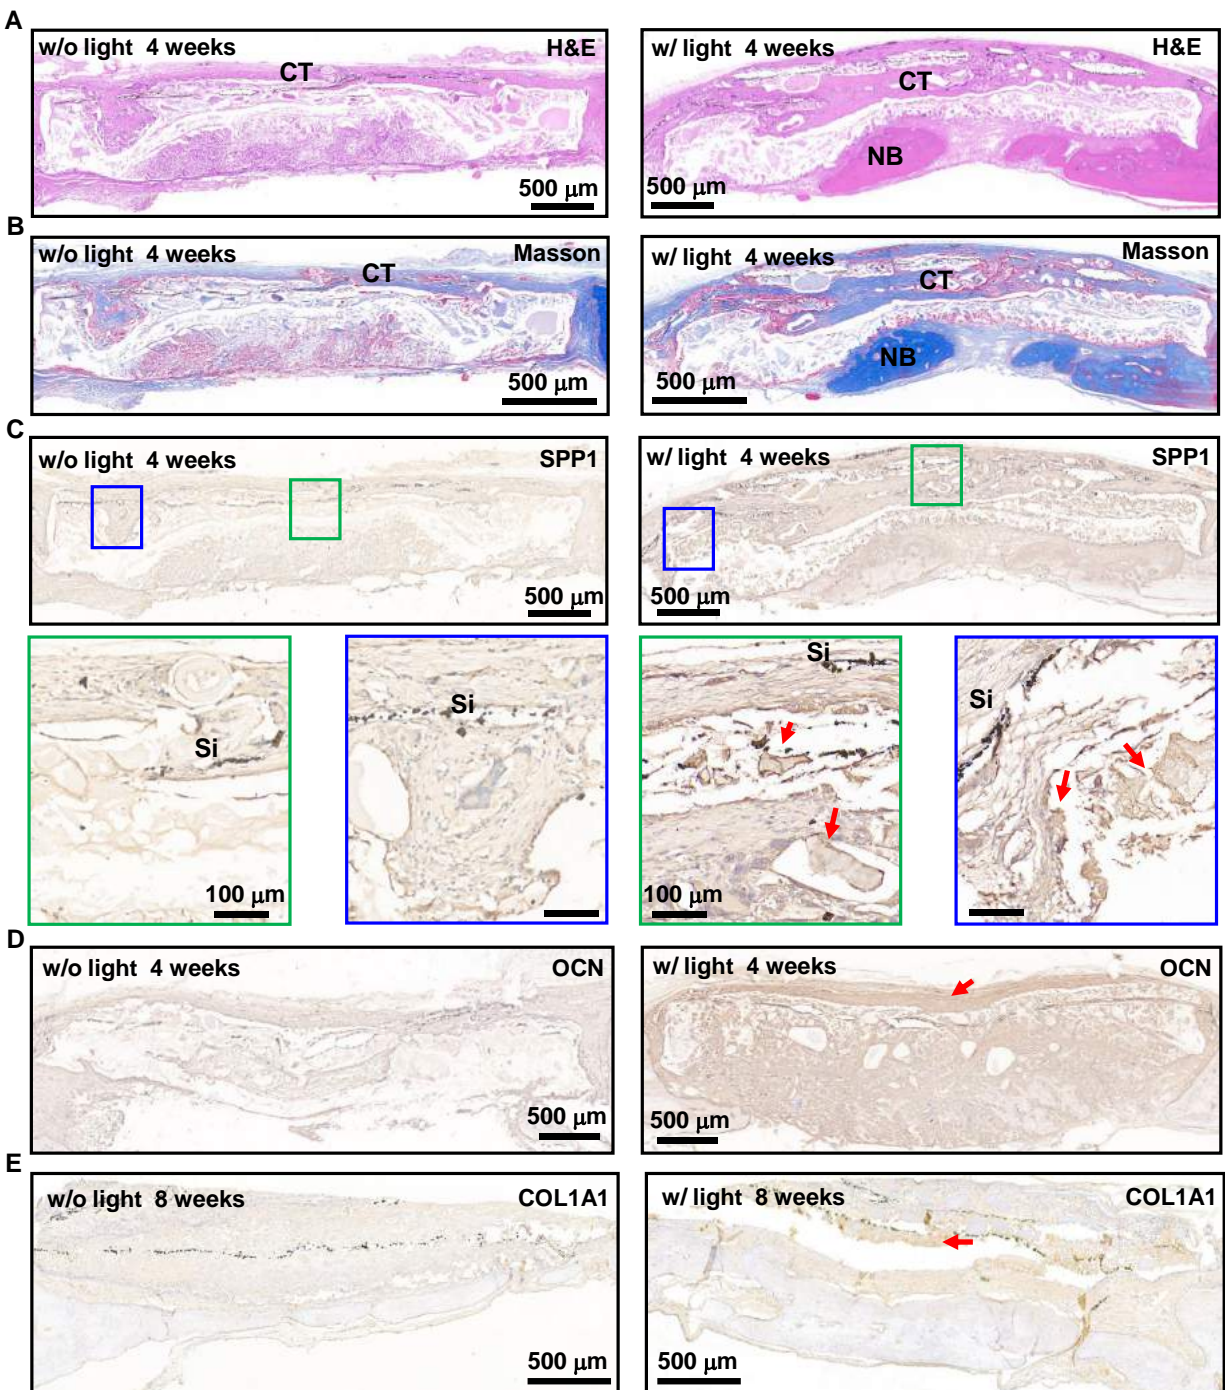 A
w/o light 4 weeks
H&E
CT
500 μm
w/ light 4 weeks
H&E
CT
NB
500 μm
B
w/o light 4 weeks
Masson
CT
500 μm
w/ light 4 weeks
Masson
CT
NB
500 μm
C
w/o light 4 weeks
SPP1
500 μm
w/ light 4 weeks
SPP1
500 μm
Si
100 μm
Si
Si
100 μm
Si
D
w/o light 4 weeks
OCN
500 μm
w/ light 4 weeks
OCN
500 μm
E
w/o light 8 weeks
COL1A1
500 μm
w/ light 8 weeks
COL1A1
500 μm